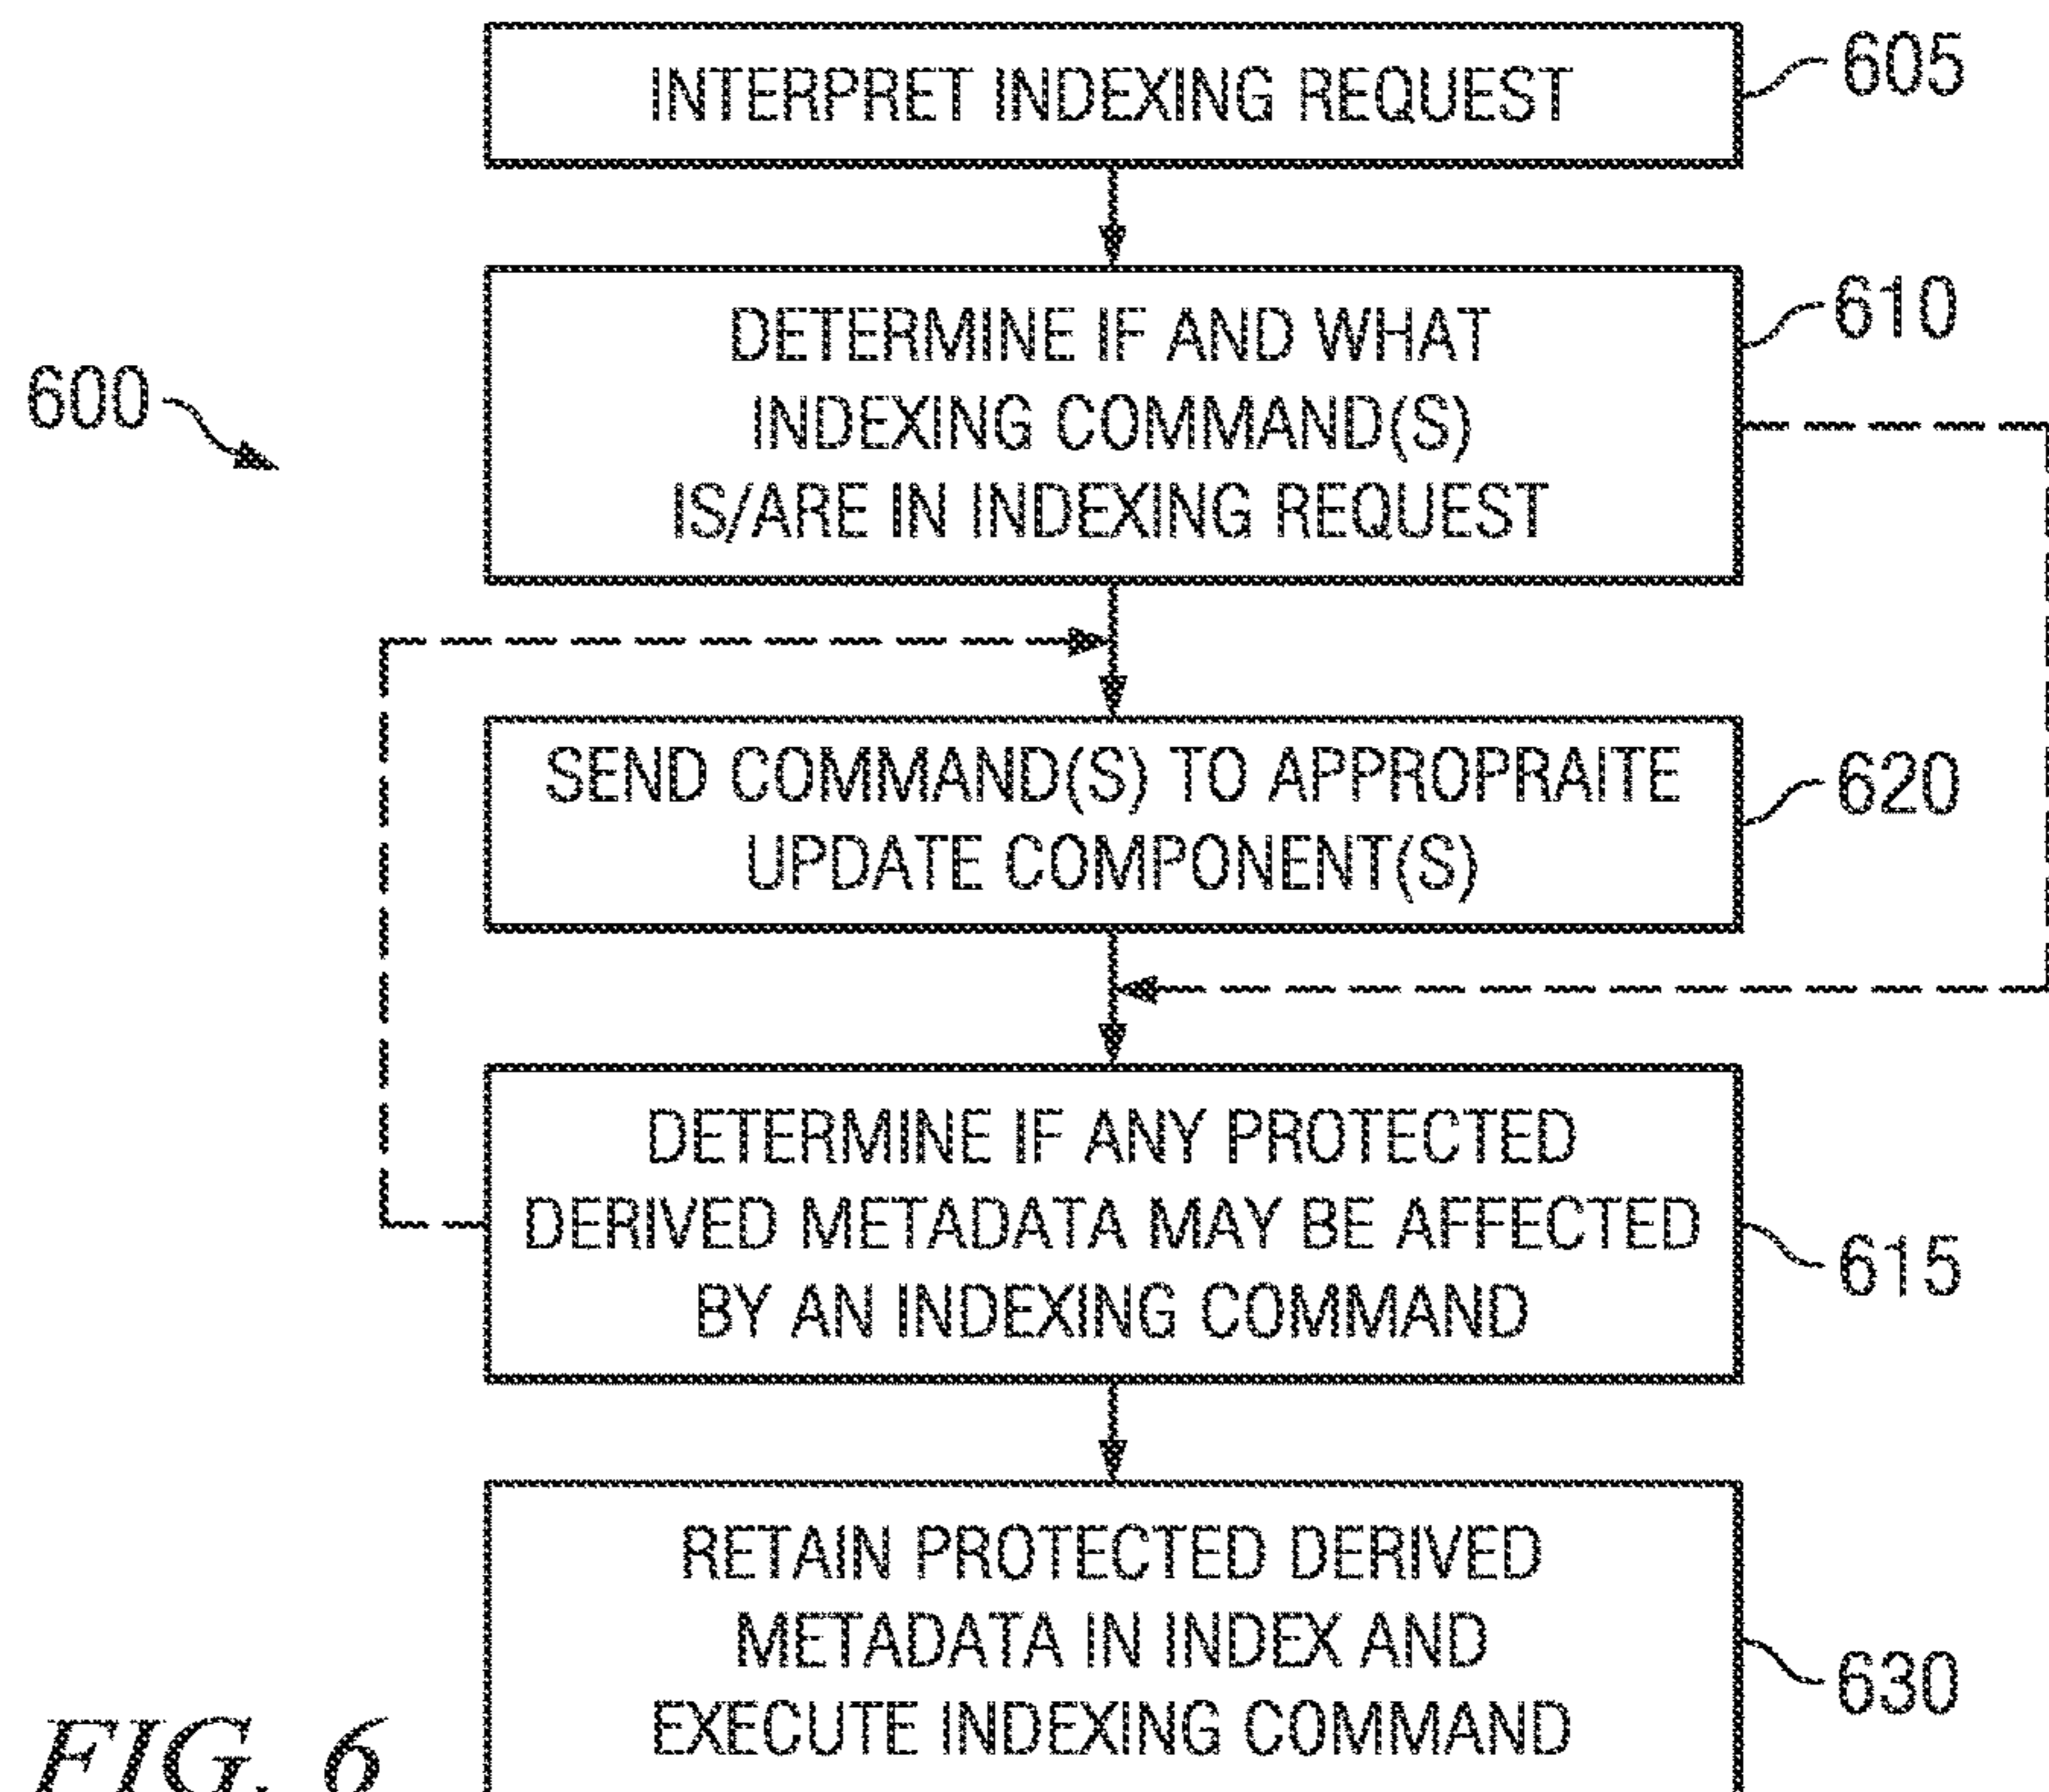 INTERPRET INDEXING REQUEST
605
DETERMINE IF AND WHAT
INDEXING COMMAND(S)
IS/ARE IN INDEXING REQUEST
610
600
SEND COMMAND(S) TO APPROPRAITE
UPDATE COMPONENT(S)
620
DETERMINE IF ANY PROTECTED
DERIVED METADATA MAY BE AFFECTED
BY AN INDEXING COMMAND
615
RETAIN PROTECTED DERIVED
METADATA IN INDEX AND
EXECUTE INDEXING COMMAND
630
FIG. 6